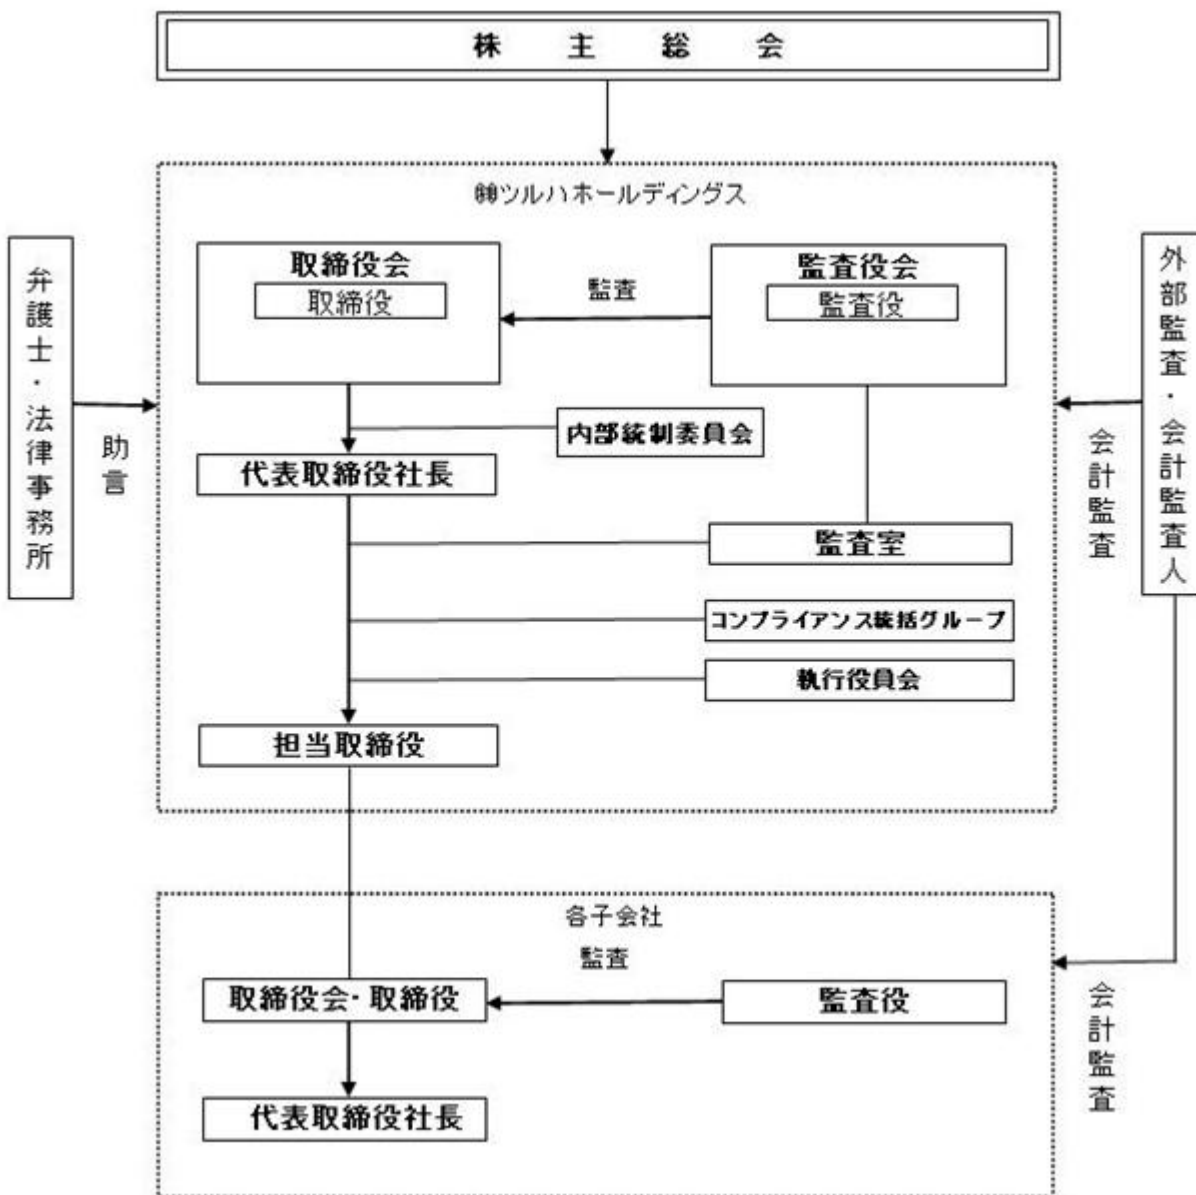 株主総会
㈱ツルハホールディングス
取締役会
取締役
監査
監査役会
監査役
弁護士・法律事務所
助言
外部監査・会計監査人
会計監査
内部統制委員会
代表取締役社長
監査室
コンプライアンス統括グループ
執行役員会
担当取締役
各子会社
監査
取締役会・取締役
監査役
会計監査
代表取締役社長